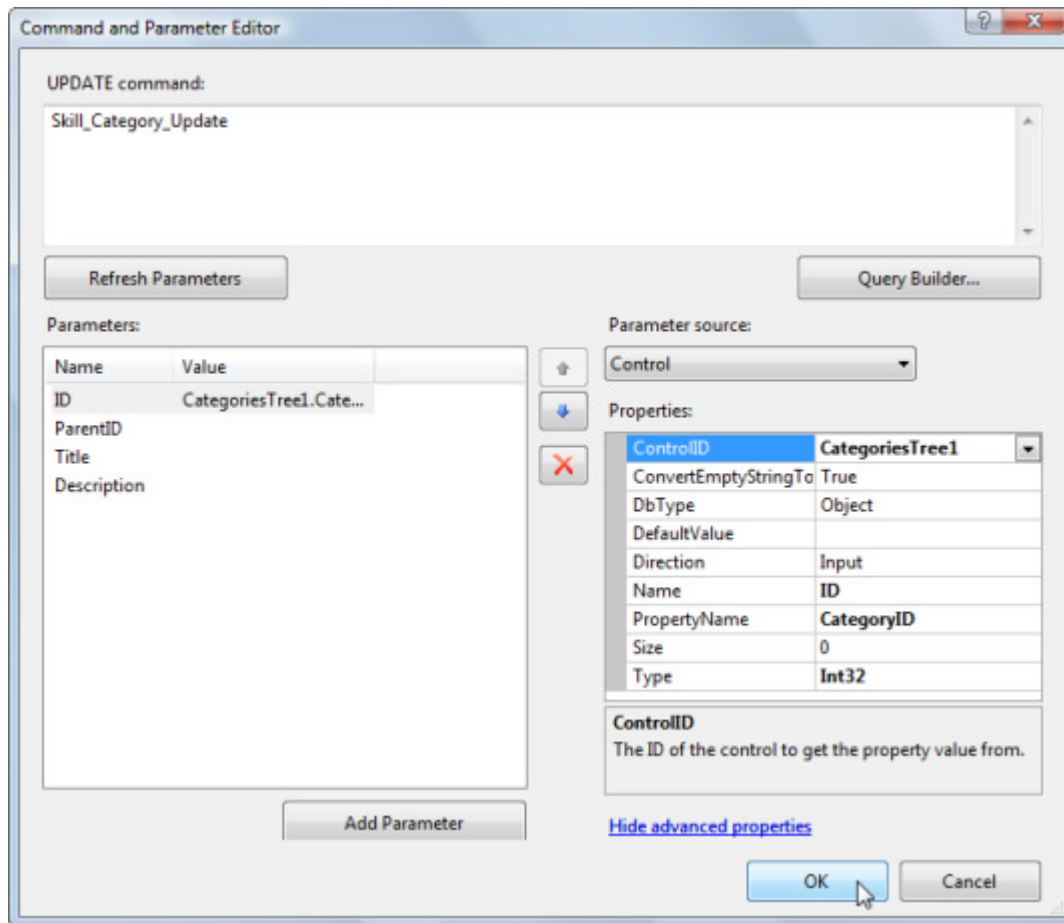 Command and Parameter Editor
UPDATE command:
Skill_Category_Update
Refresh Parameters
Query Builder...
Parameters:
Name Value
ID CategoriesTree1.Cate...
ParentID
Title
Description
Add Parameter
Parameter source:
Control
Properties:
ControlID CategoriesTree1
ConvertEmptyStringTo True
DbType Object
DefaultValue
Direction Input
Name ID
PropertyName CategoryID
Size 0
Type Int32
ControlID
The ID of the control to get the property value from.
Hide advanced properties
OK
Cancel